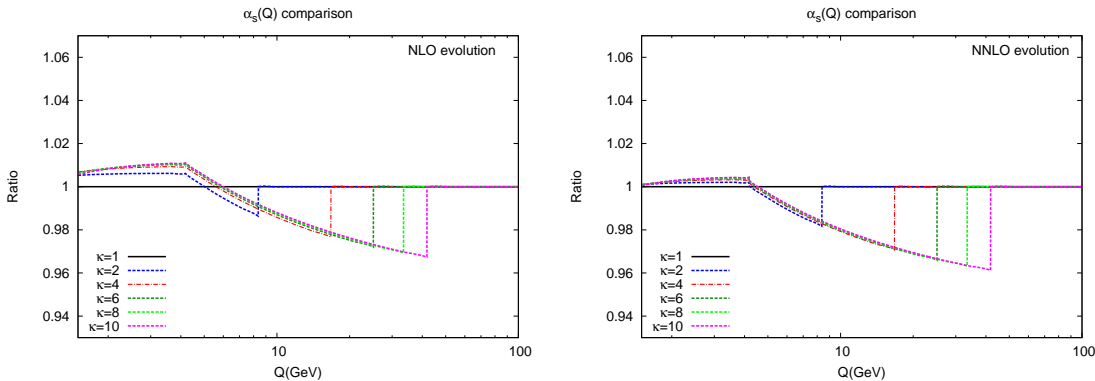 αs(Q) comparison
NLO evolution
Ratio
1.06
1.04
1.02
1
0.98
0.96
0.94
κ=1
κ=2
κ=4
κ=6
κ=8
κ=10
10
100
Q(GeV)
αs(Q) comparison
NNLO evolution
Ratio
1.06
1.04
1.02
1
0.98
0.96
0.94
κ=1
κ=2
κ=4
κ=6
κ=8
κ=10
10
100
Q(GeV)